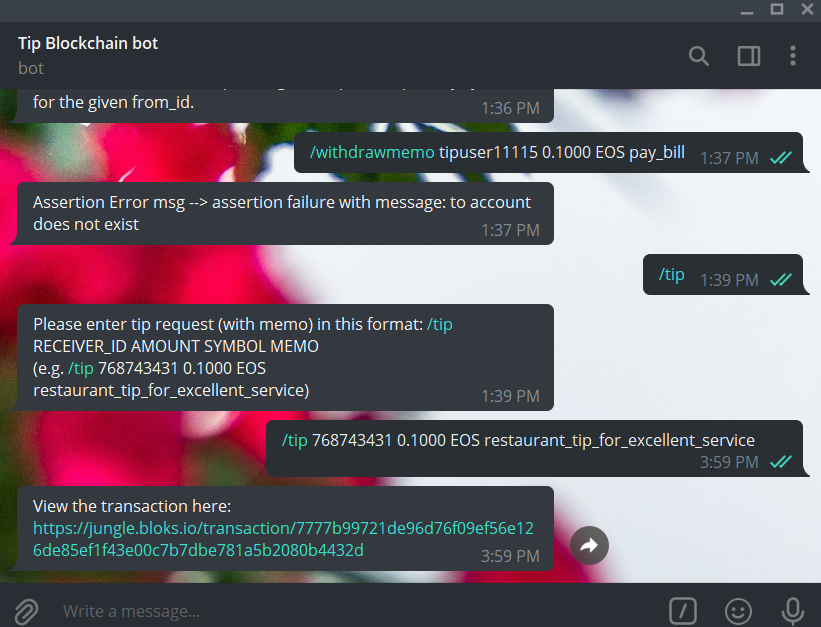 Tip Blockchain bot
bot
for the given from_id.
1:36 PM
/withdrawmemo tipuser11115 0.1000 EOS pay_bill
1:37 PM
Assertion Error msg --> assertion failure with message: to account
does not exist
1:37 PM
/tip
1:39 PM
Please enter tip request (with memo) in this format: /tip
RECEIVER_ID AMOUNT SYMBOL MEMO
(e.g. /tip 768743431 0.1000 EOS
restaurant_tip_for_excellent_service)
1:39 PM
/tip 768743431 0.1000 EOS restaurant_tip_for_excellent_service
3:59 PM
View the transaction here:
https://jungle.bloks.io/transaction/7777b99721de96d76f09ef56e12
6de85ef1f43e00c7b7dbe781a5b2080b4432d
3:59 PM
Write a message...